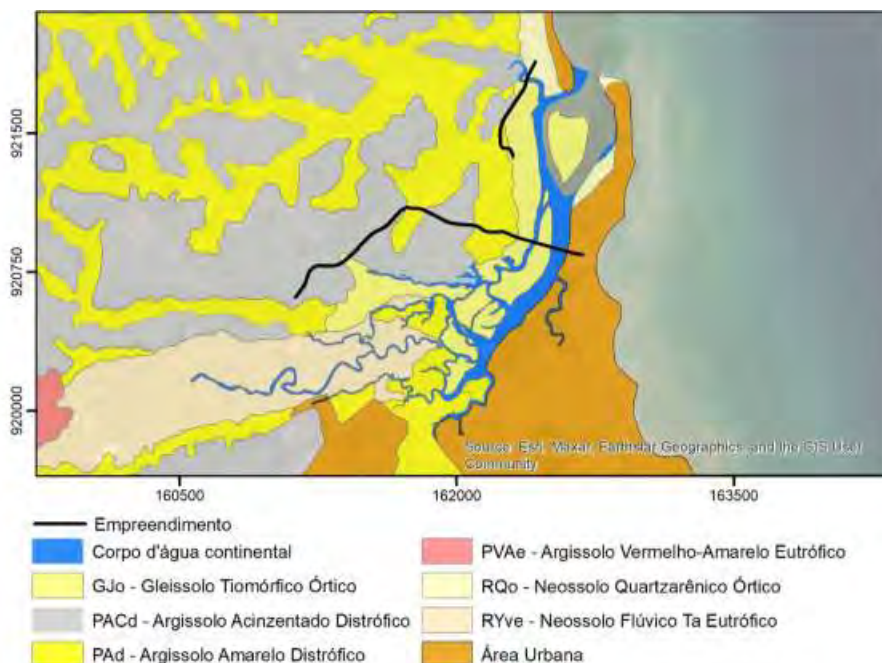 921500
920750
920000
Source: Esri, Maxar, Earthstar Geographics, and the GIS User
Community
160500
162000
163500
Empreendimento
Corpo d'água continental
GJo - Gleissolo Tiomórfico Órtico
PACd - Argissolo Acinzentado Distrófico
PAd - Argissolo Amarelo Distrófico
PVAe - Argissolo Vermelho-Amarelo Eutrófico
RQo - Neossolo Quartzarênico Órtico
RYve - Neossolo Flúvico Ta Eutrófico
Área Urbana